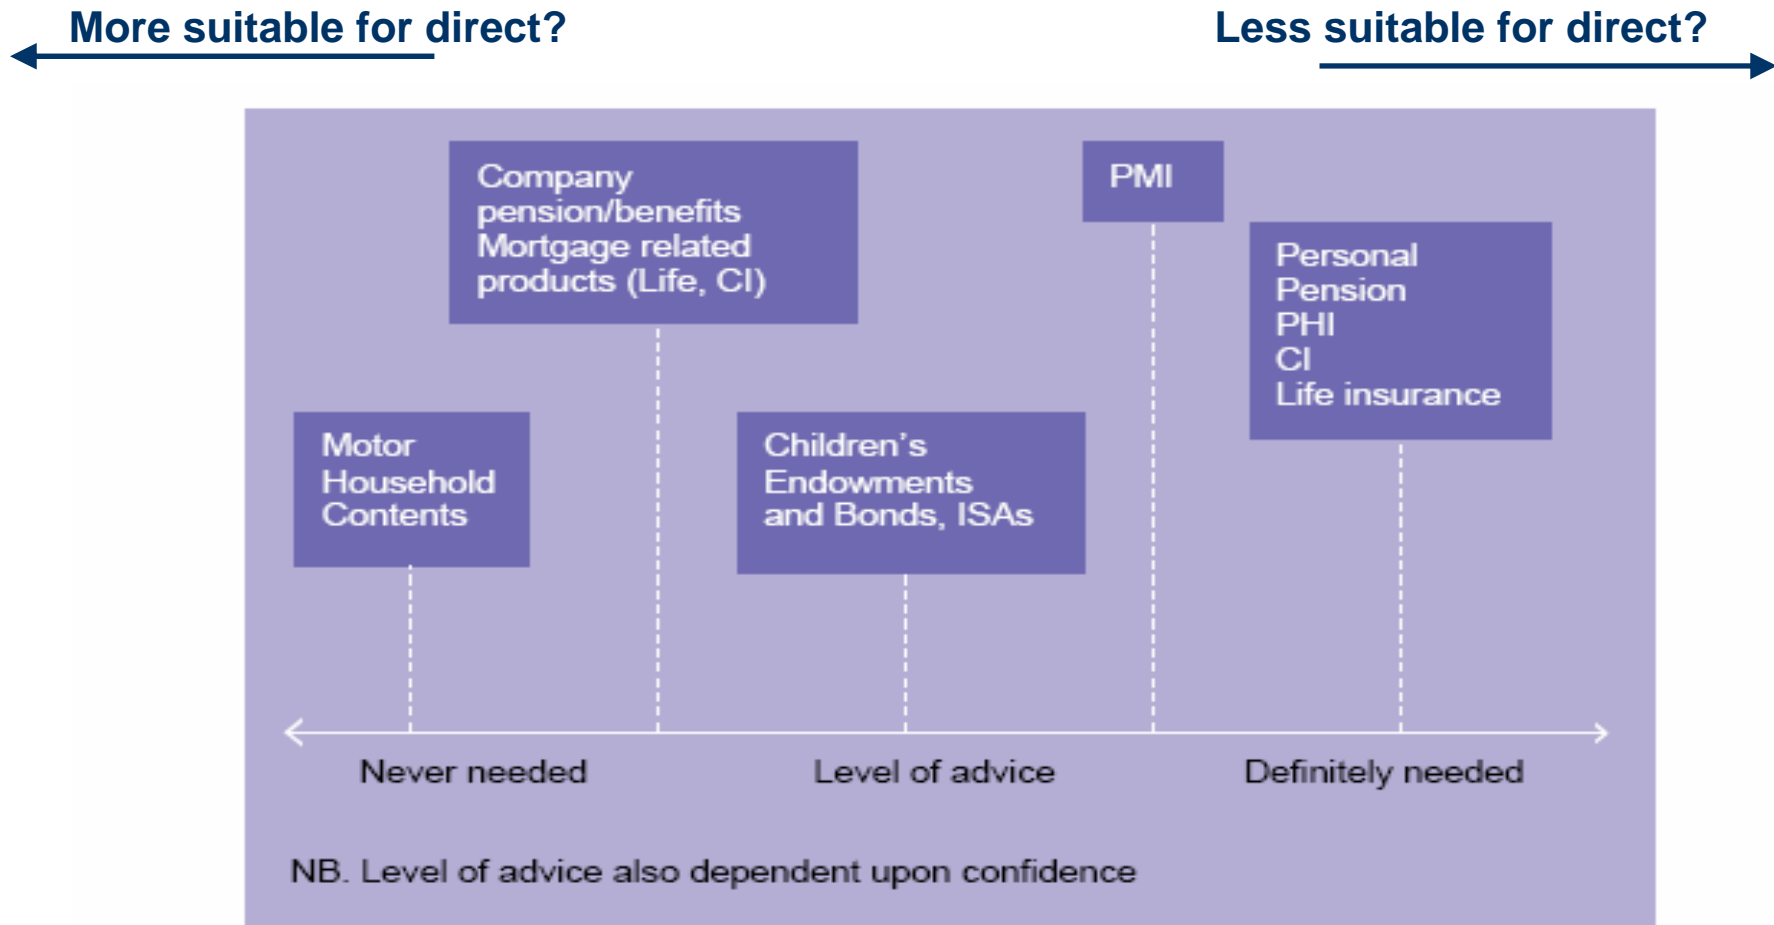 More suitable for direct?
Less suitable for direct?
Company
pension/benefits
Mortgage related
products (Life, CI)
PMI
Personal
Pension
PHI
CI
Life insurance
Motor
Household
Contents
Children's
Endowments
and Bonds, ISAs
Never needed
Level of advice
Definitely needed
NB. Level of advice also dependent upon confidence